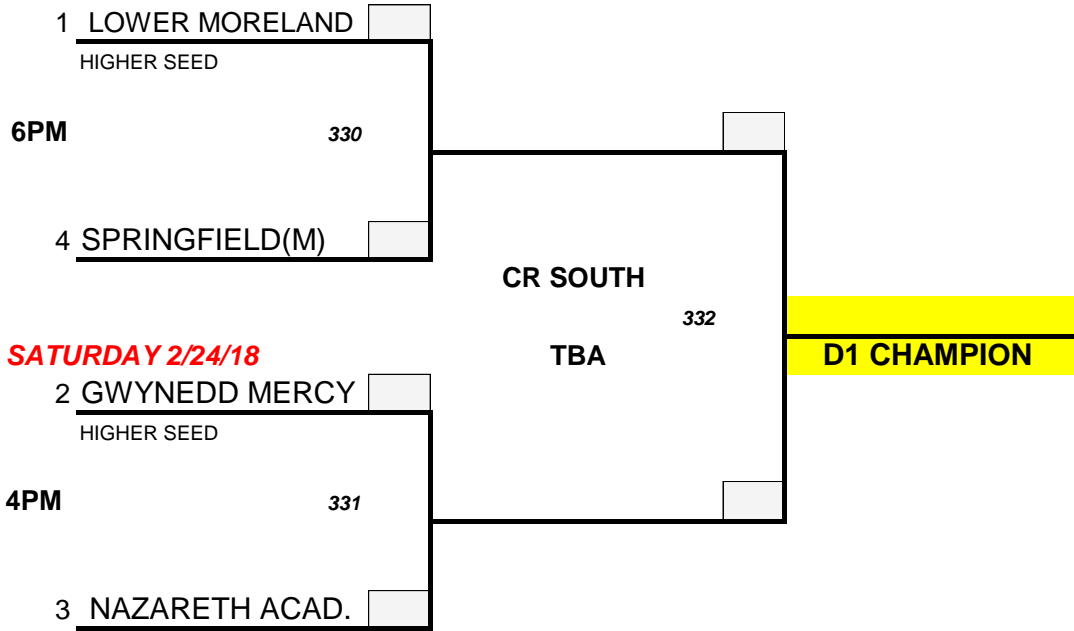 1 LOWER MORELAND
HIGHER SEED
6PM 330
4 SPRINGFIELD(M)
CR SOUTH
332
SATURDAY 2/24/18 TBA D1 CHAMPION
2 GWYNEDD MERCY
HIGHER SEED
4PM 331
3 NAZARETH ACAD.